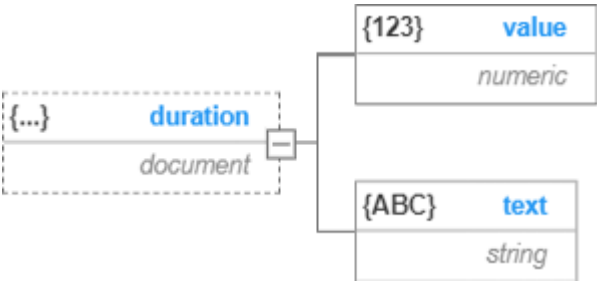 {123} value
numeric
{...} duration
document
{ABC} text
string